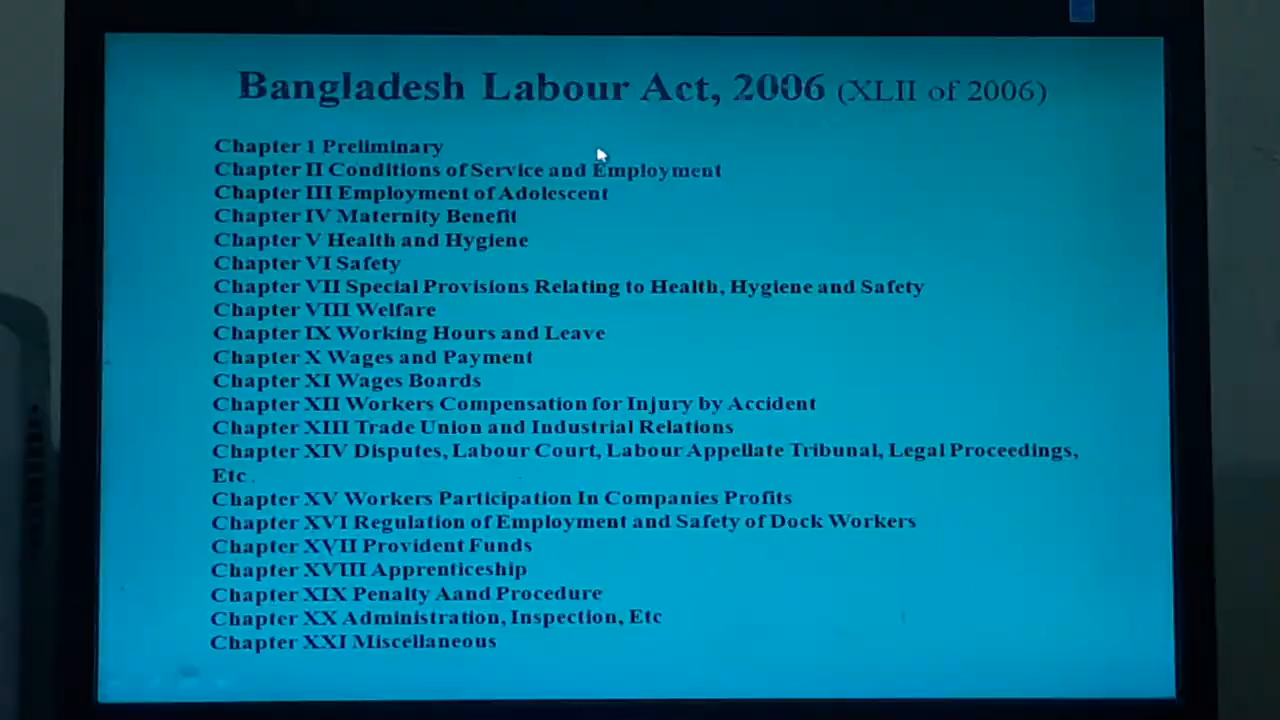 Bangladesh Labour Act, 2006 (XLII of 2006)
Chapter 1 Preliminary
Chapter II Conditions of Service and Employment
Chapter III Employment of Adolescent
Chapter IV Maternity Benefit
Chapter V Health and Hygiene
Chapter VI Safety
Chapter VII Special Provisions Relating to Health, Hygiene and Safety
Chapter VIII Welfare
Chapter IX Working Hours and Leave
Chapter X Wages and Payment
Chapter XI Wages Boards
Chapter XII Workers Compensation for Injury by Accident
Chapter XIII Trade Union and Industrial Relations
Chapter XIV Disputes, Labour Court, Labour Appellate Tribunal, Legal Proceedings,
Etc.
Chapter XV Workers Participation In Companies Profits
Chapter XVI Regulation of Employment and Safety of Dock Workers
Chapter XVII Provident Funds
Chapter XVIII Apprenticeship
Chapter XIX Penalty Aand Procedure
Chapter XX Administration, Inspection, Etc
Chapter XXI Miscellaneous